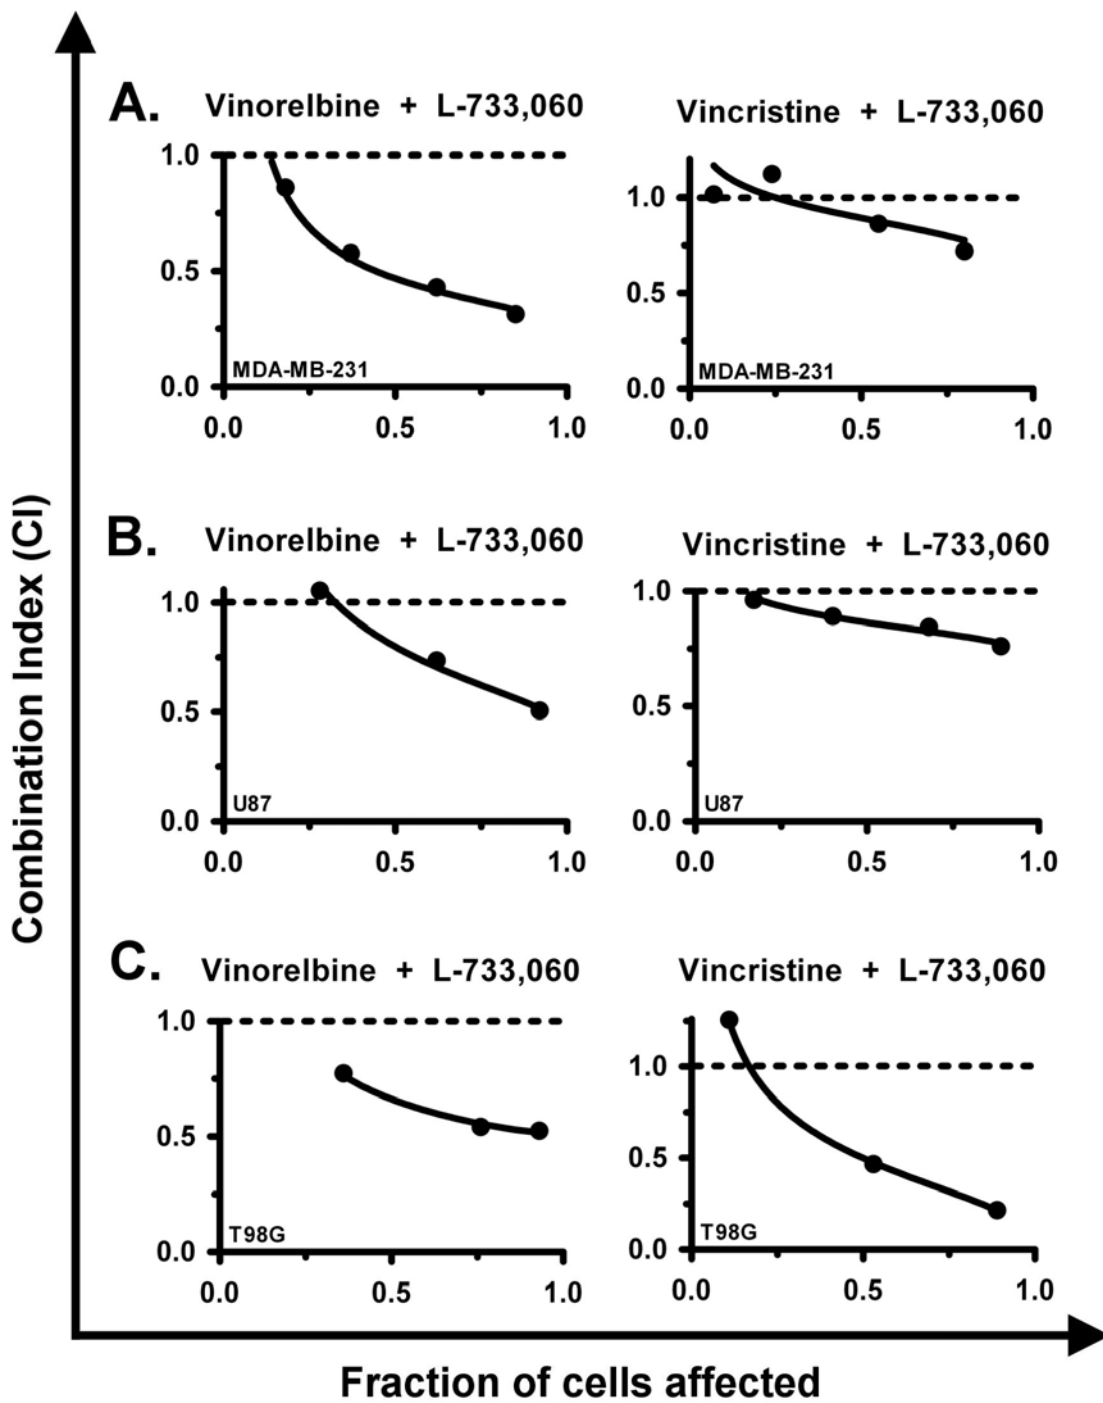 A.
Vinorelbine + L-733,060
Vincristine + L-733,060
1.0
0.5
0.0
MDA-MB-231
0.0 0.5 1.0
1.0
0.5
0.0
MDA-MB-231
0.0 0.5 1.0
B.
Vinorelbine + L-733,060
Vincristine + L-733,060
1.0
0.5
0.0
U87
0.0 0.5 1.0
1.0
0.5
0.0
U87
0.0 0.5 1.0
C.
Vinorelbine + L-733,060
Vincristine + L-733,060
1.0
0.5
0.0
T98G
0.0 0.5 1.0
1.0
0.5
0.0
T98G
0.0 0.5 1.0
Combination Index (CI)
Fraction of cells affected